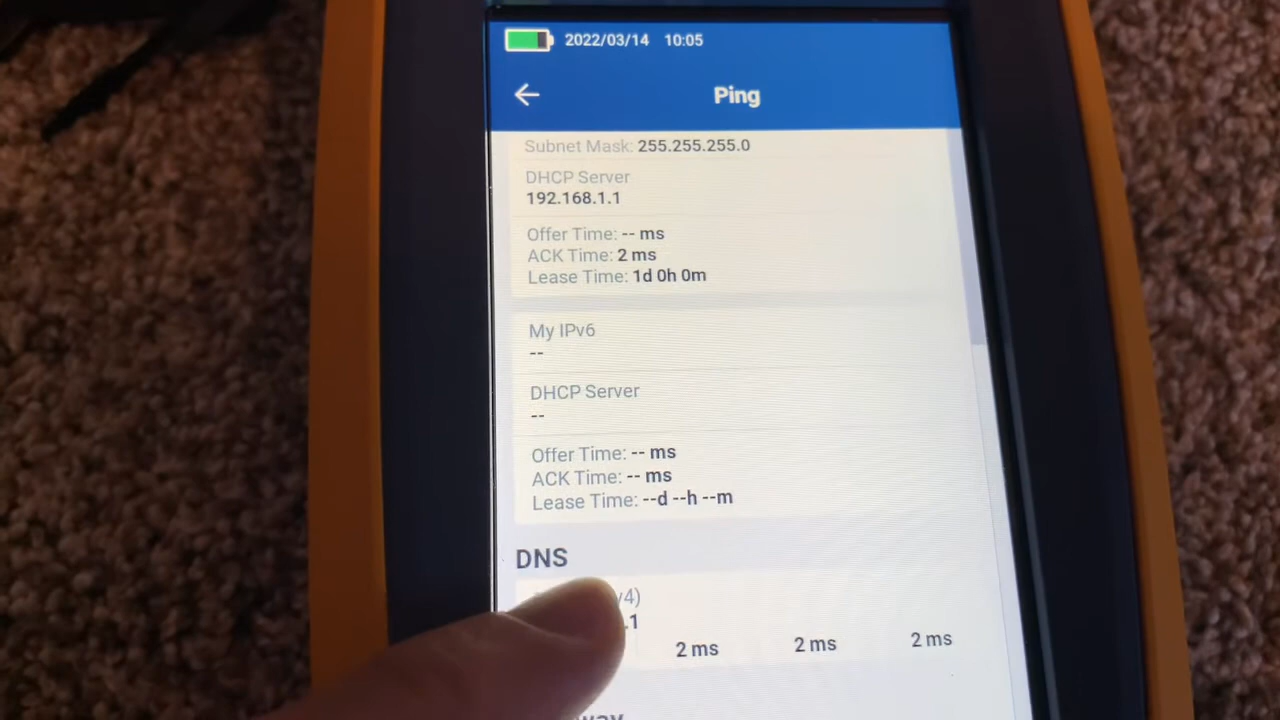 2022/03/14 10:05
Ping
Subnet Mask: 255.255.255.0
DHCP Server
192.168.1.1
Offer Time: -- ms
ACK Time: 2 ms
Lease Time: 1d 0h 0m
My IPv6
--
DHCP Server
--
Offer Time: -- ms
ACK Time: -- ms
Lease Time: --d --h --m
DNS
v4)
.1
2 ms 2 ms 2 ms